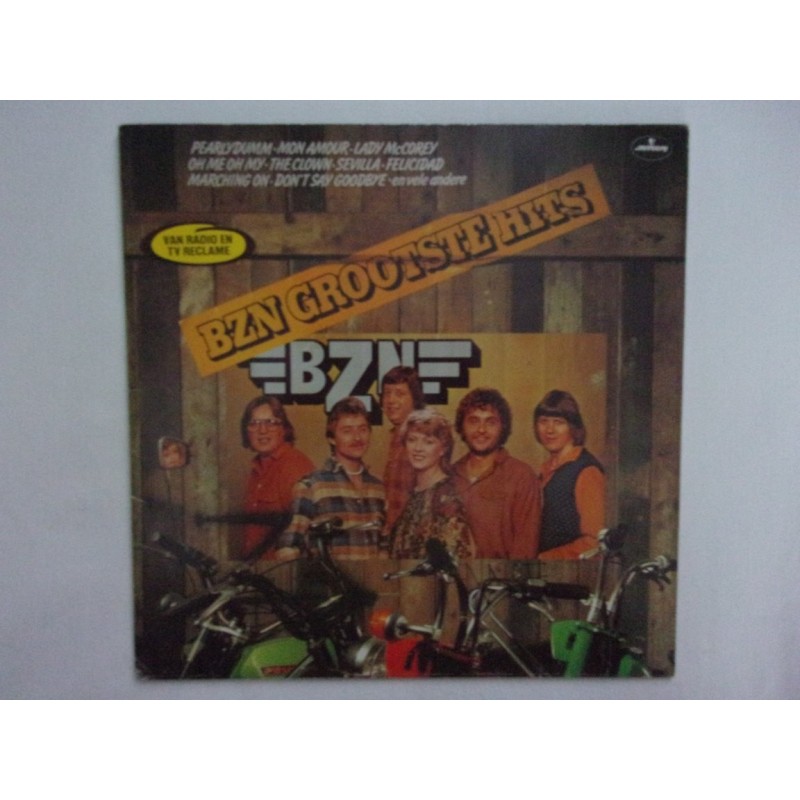 PEARLYDUMM - MON AMOUR - LADY McCOREY
OH ME OH MY - THE CLOWN - SEVILLA - FELICIDAD
MARCHING ON - DON'T SAY GOODBYE - en vele andere
mercury
VAN RADIO EN
TV RECLAME
BZN GROOTSTE HITS
BZN